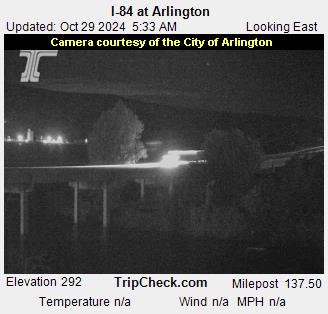 I-84 at Arlington
Updated: Oct 29 2024 5:33 AM Looking East
Camera courtesy of the City of Arlington
Elevation 292 TripCheck.com Milepost 137.50
Temperature n/a Wind n/a MPH n/a